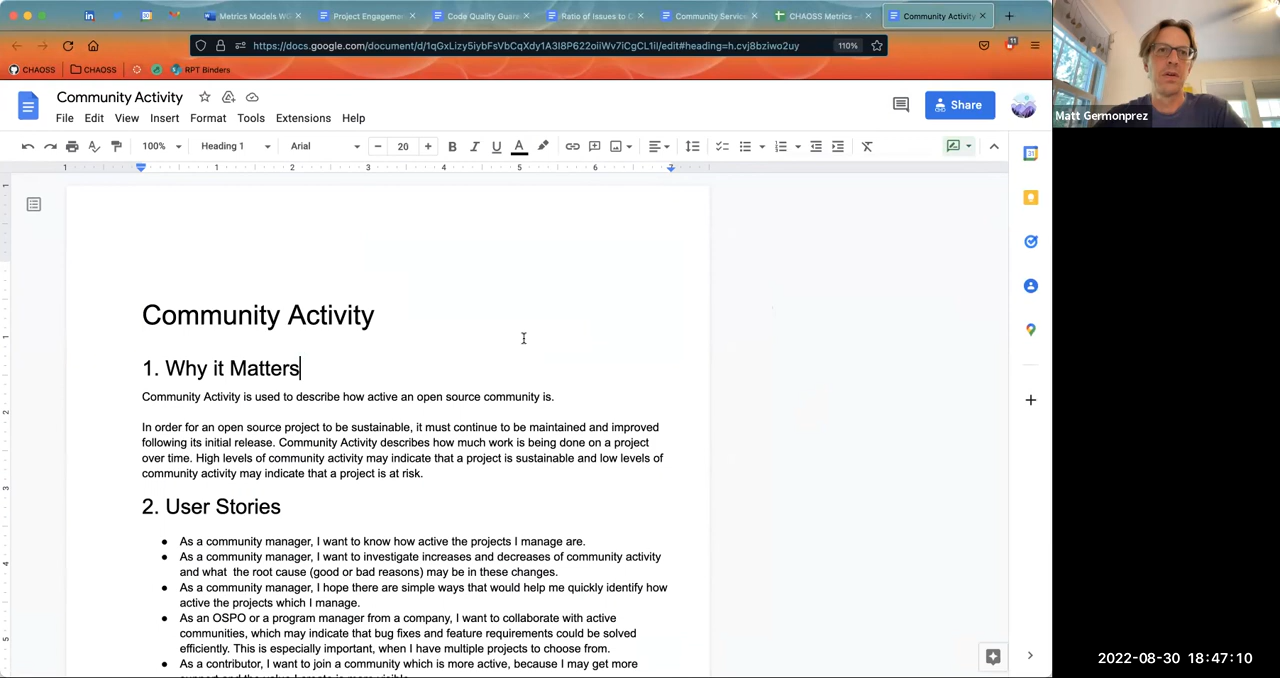 Metrics Models WG
Project Engagemen
Code Quality Guara
Ratio of Issues to C
Community Service
CHAOSS Metrics -
Community Activity
https://docs.google.com/document/d/1qGxLizy5iybFsVbCqXdy1A3I8P622oiiWv7iCgCL1iI/edit#heading=h.cvj8bziwo2uy
110%
11
CHAOSS
CHAOSS
RPT Binders
Community Activity
Share
File Edit View Insert Format Tools Extensions Help
100%
Heading 1
Arial
20
1 1 2 3 4 5 6 7
Matt Germonprez
Community Activity
1. Why it Matters
Community Activity is used to describe how active an open source community is.
In order for an open source project to be sustainable, it must continue to be maintained and improved
following its initial release. Community Activity describes how much work is being done on a project
over time. High levels of community activity may indicate that a project is sustainable and low levels of
community activity may indicate that a project is at risk.
2. User Stories
As a community manager, I want to know how active the projects I manage are.
As a community manager, I want to investigate increases and decreases of community activity
and what the root cause (good or bad reasons) may be in these changes.
As a community manager, I hope there are simple ways that would help me quickly identify how
active the projects which I manage.
As an OSPO or a program manager from a company, I want to collaborate with active
communities, which may indicate that bug fixes and feature requirements could be solved
efficiently. This is especially important, when I have multiple projects to choose from.
As a contributor, I want to join a community which is more active, because I may get more
2022-08-30 18:47:10